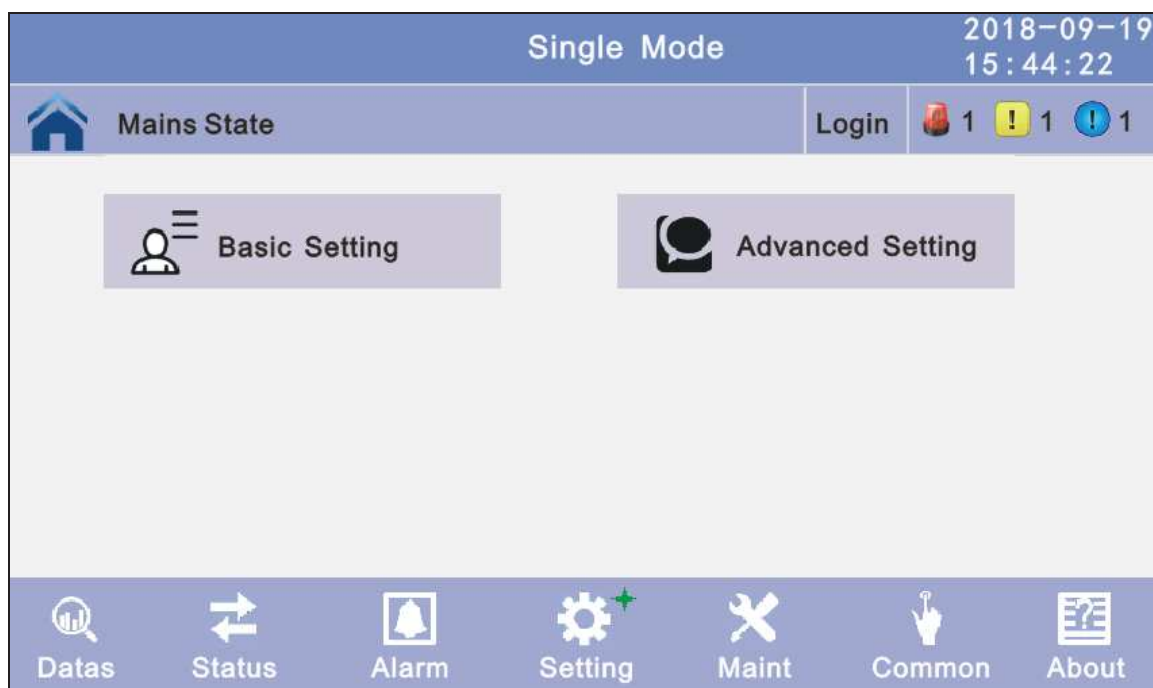 Single Mode
2018-09-19
15:44:22
Mains State
Login
1
! 1
! 1
Basic Setting
Advanced Setting
?
Datas
Status
Alarm
Setting
Maint
Common
About